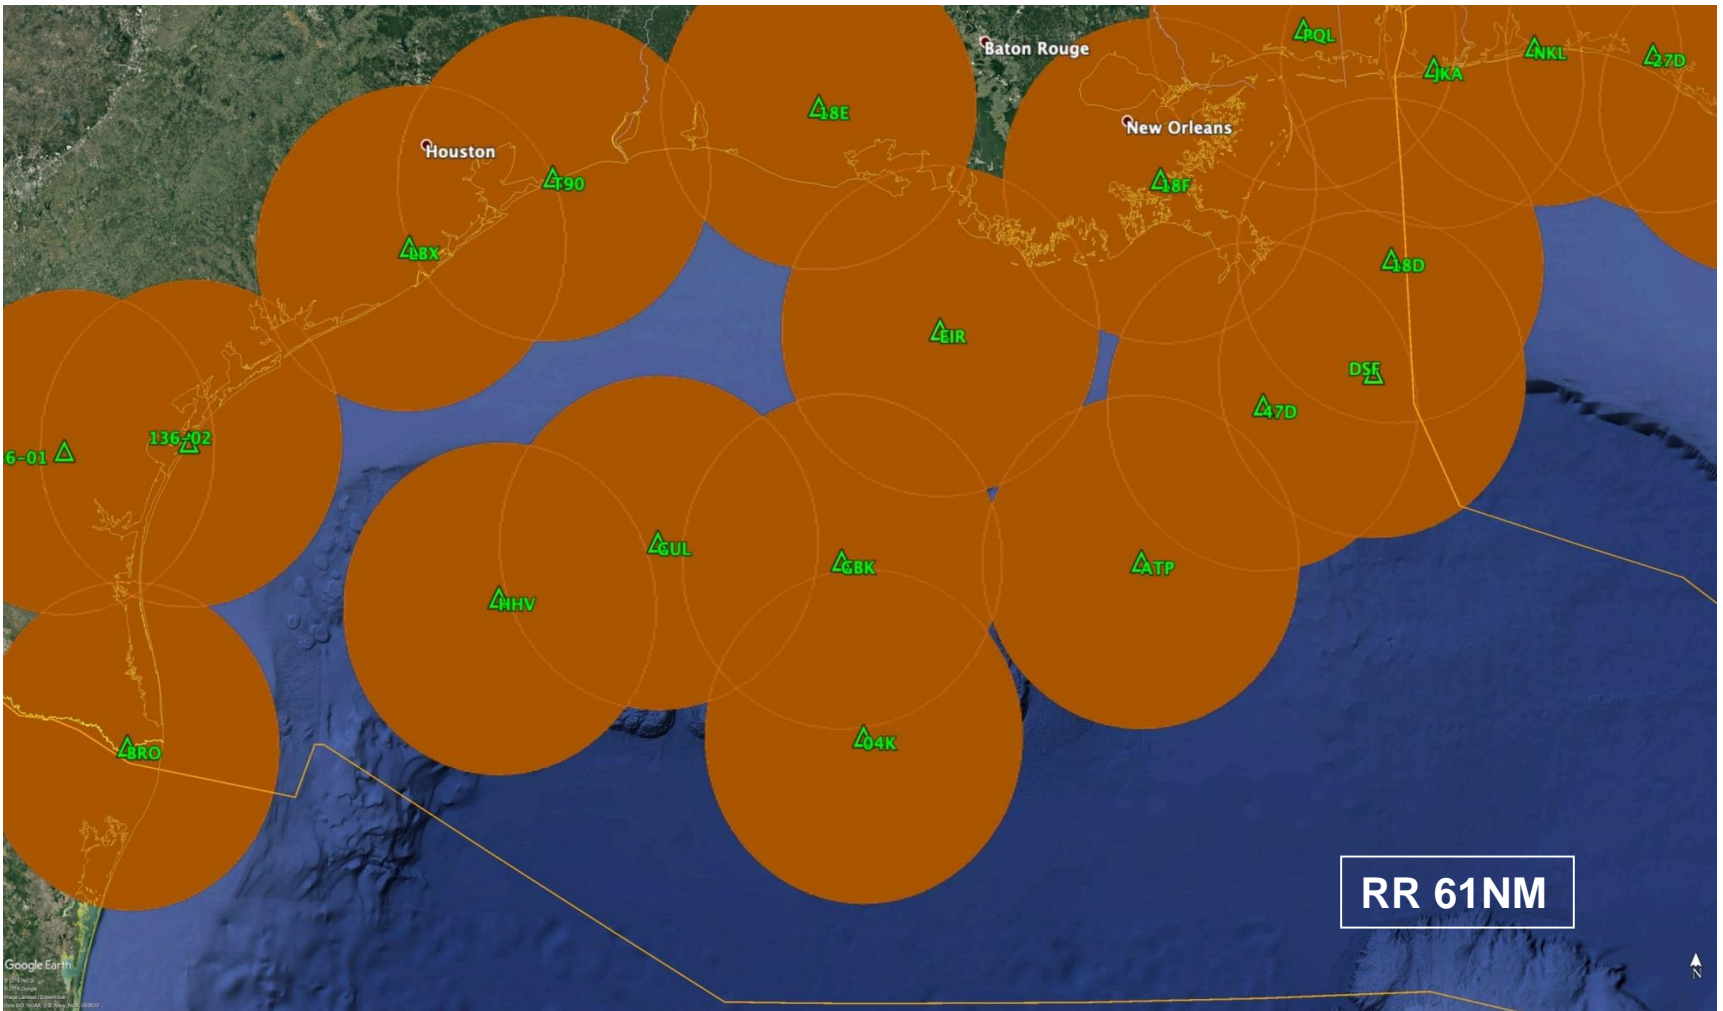 PQL
Baton Rouge
NKL
27D
JKA
18E
New Orleans
Houston
T90
18F
LBX
18D
EIR
DSF
47D
136-02
6-01
GUL
GBK
ATP
HHV
04K
BRO
RR 61NM
Google Earth
N